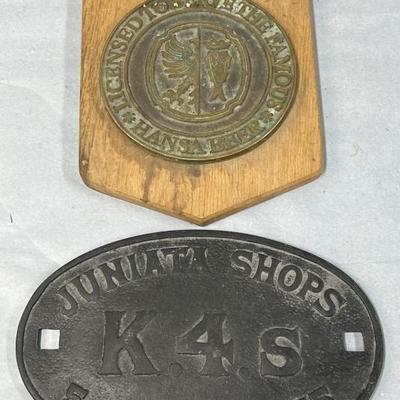 LICENSED TO THE FAMOUS
HANSA BEER
JUNIATA SHOPS
K.4.s